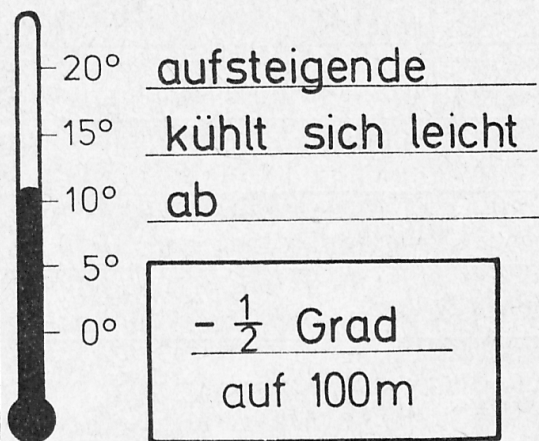 20° aufsteigende
15° kühlt sich leicht
10° ab
5°
0° - 1/2 Grad
auf 100m